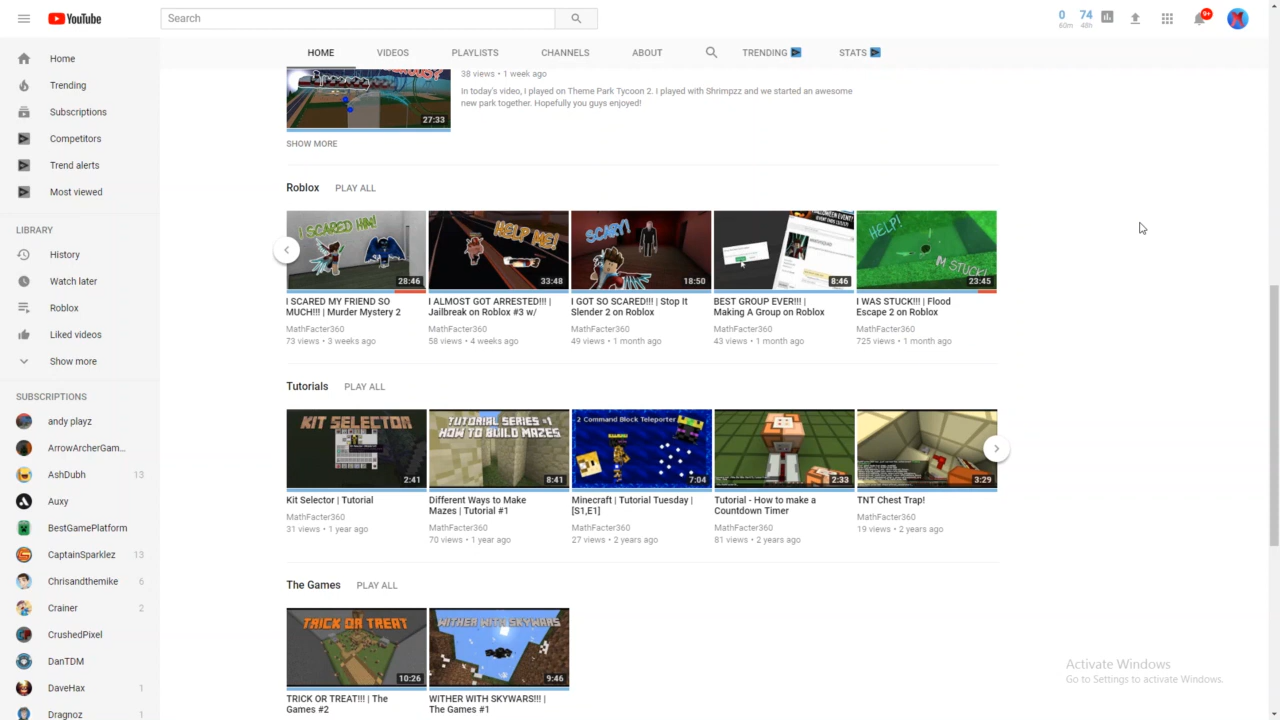 YouTube
Search
0
60m
74
48h
9+
HOME
VIDEOS
PLAYLISTS
CHANNELS
ABOUT
TRENDING
STATS
Home
Trending
Subscriptions
Competitors
Trend alerts
Most viewed
LIBRARY
History
Watch later
Roblox
Liked videos
Show more
SUBSCRIPTIONS
andy playz
ArrowArcherGam...
AshDubh 13
Auxy
BestGamePlatform
CaptainSparklez 13
Chrisandthemike 6
Crainer 2
CrushedPixel
DanTDM
DaveHax 1
Dragnoz 1
27:33
38 views • 1 week ago
In today's video, I played on Theme Park Tycoon 2. I played with Shrimpzz and we started an awesome
new park together. Hopefully you guys enjoyed!
SHOW MORE
Roblox PLAY ALL
I SCARED HIM!
28:46
I SCARED MY FRIEND SO
MUCH!!! | Murder Mystery 2
MathFacter360
73 views • 3 weeks ago
HELP ME!
33:48
I ALMOST GOT ARRESTED!!! |
Jailbreak on Roblox #3 w/
MathFacter360
58 views • 4 weeks ago
SCARY!
18:50
I GOT SO SCARED!!! | Stop It
Slender 2 on Roblox
MathFacter360
49 views • 1 month ago
8:46
BEST GROUP EVER!!! |
Making A Group on Roblox
MathFacter360
43 views • 1 month ago
HELP!
I'M STUCK!
23:45
I WAS STUCK!!! | Flood
Escape 2 on Roblox
MathFacter360
725 views • 1 month ago
Tutorials PLAY ALL
KIT SELECTOR
2:41
Kit Selector | Tutorial
MathFacter360
31 views • 1 year ago
TUTORIAL SERIES #1
HOW TO BUILD MAZES
8:41
Different Ways to Make
Mazes | Tutorial #1
MathFacter360
70 views • 1 year ago
2 Command Block Teleporter
7:04
Minecraft | Tutorial Tuesday |
[S1,E1]
MathFacter360
27 views • 2 years ago
2:33
Tutorial - How to make a
Countdown Timer
MathFacter360
81 views • 2 years ago
3:29
TNT Chest Trap!
MathFacter360
19 views • 2 years ago
The Games PLAY ALL
TRICK OR TREAT
10:26
TRICK OR TREAT!!! | The
Games #2
WITHER WITH SKYWARS
9:46
WITHER WITH SKYWARS!!! |
The Games #1
Activate Windows
Go to Settings to activate Windows.